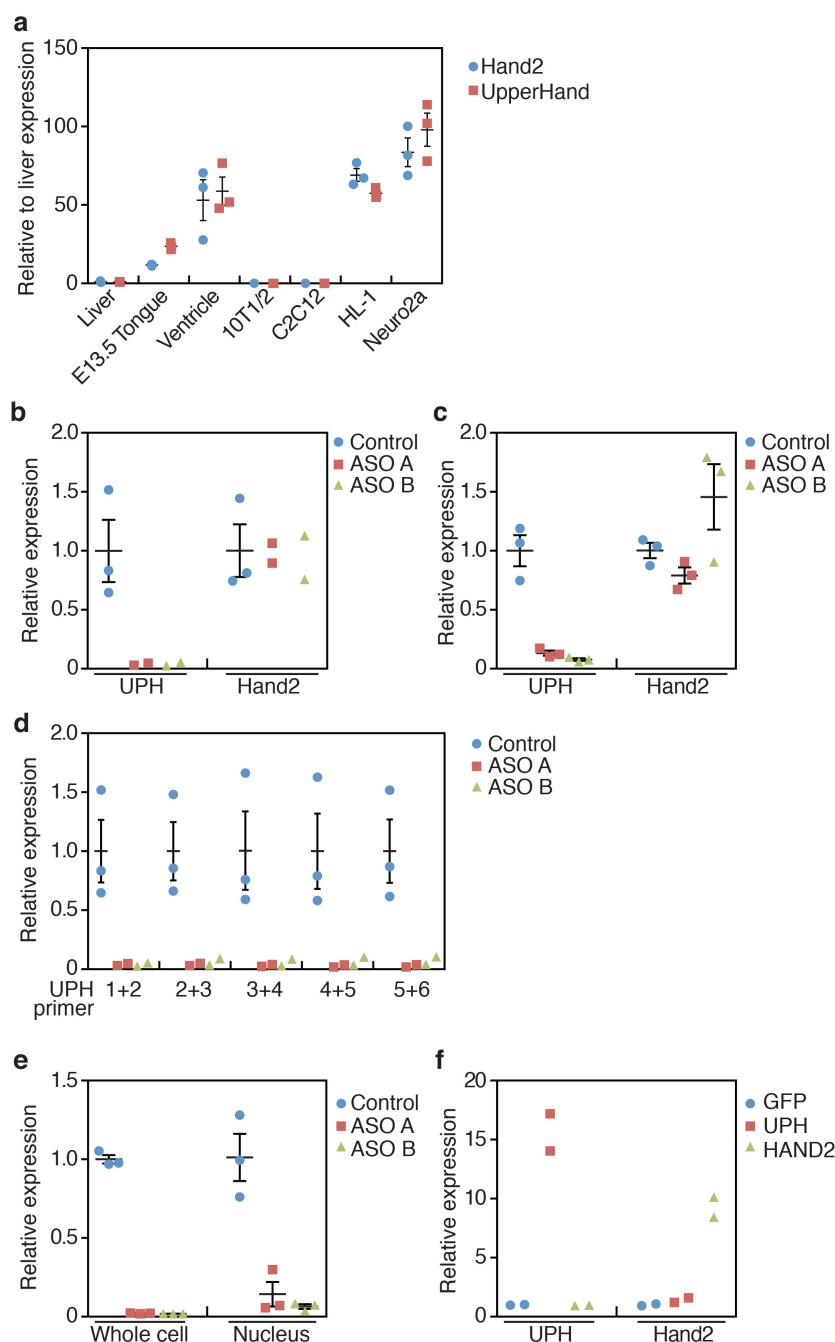 a
150
100
50
0
Relative to liver expression
Hand2
UpperHand
Liver
E13.5 Tongue
Ventricle
10T1/2
C2C12
HL-1
Neuro2a
b
2.0
1.5
1.0
0.5
0
Relative expression
Control
ASO A
ASO B
UPH
Hand2
c
2.0
1.5
1.0
0.5
0
Relative expression
Control
ASO A
ASO B
UPH
Hand2
d
2.0
1.5
1.0
0.5
0
Relative expression
Control
ASO A
ASO B
UPH primer
1+2
2+3
3+4
4+5
5+6
e
1.5
1.0
0.5
0
Relative expression
Control
ASO A
ASO B
Whole cell
Nucleus
f
20
15
10
5
0
Relative expression
GFP
UPH
HAND2
UPH
Hand2